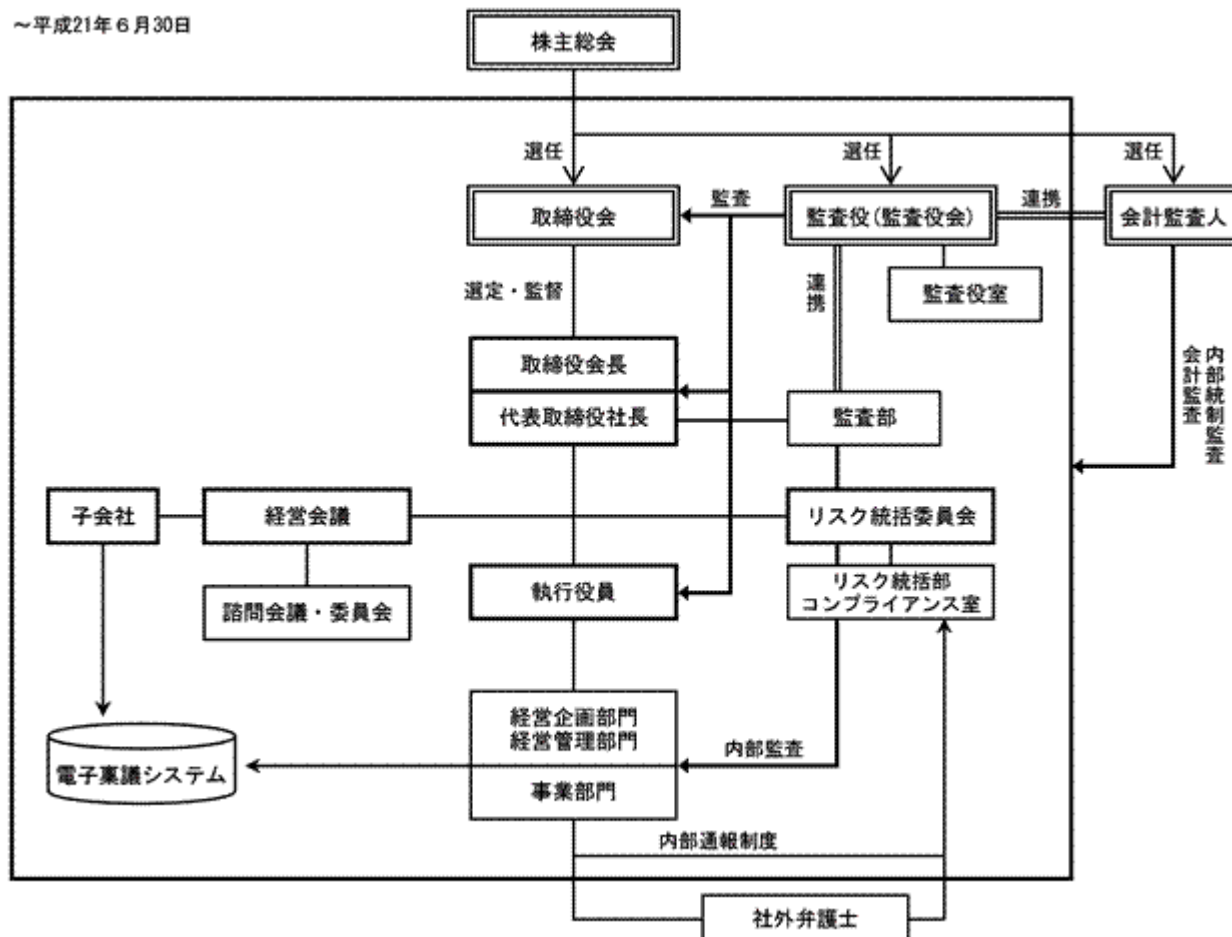 ～平成21年６月30日
株主総会
選任
選任
選任
取締役会
監査
監査役(監査役会)
連携
会計監査人
選定・監督
連携
監査役室
取締役会長
代表取締役社長
監査部
内部統制監査
会計監査
子会社
経営会議
リスク統括委員会
諮問会議・委員会
執行役員
リスク統括部
コンプライアンス室
経営企画部門
経営管理部門
内部監査
電子稟議システム
事業部門
内部通報制度
社外弁護士